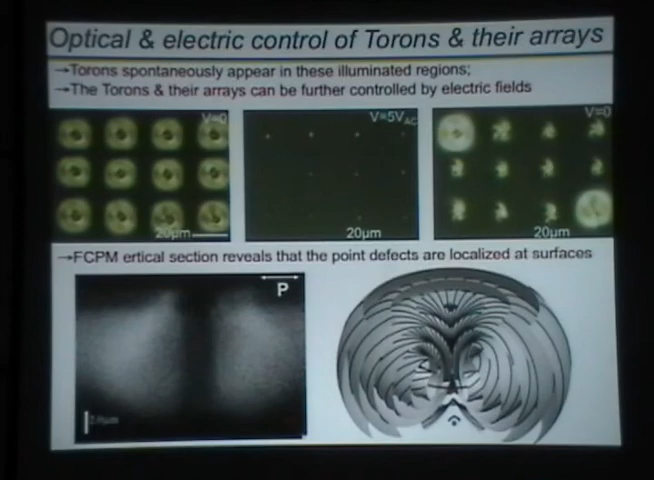 Optical & electric control of Torons & their arrays
→Torons spontaneously appear in these illuminated regions;
→The Torons & their arrays can be further controlled by electric fields
V=0
V=5VAC
V=0
20μm
20μm
20μm
→FCPM ertical section reveals that the point defects are localized at surfaces
P